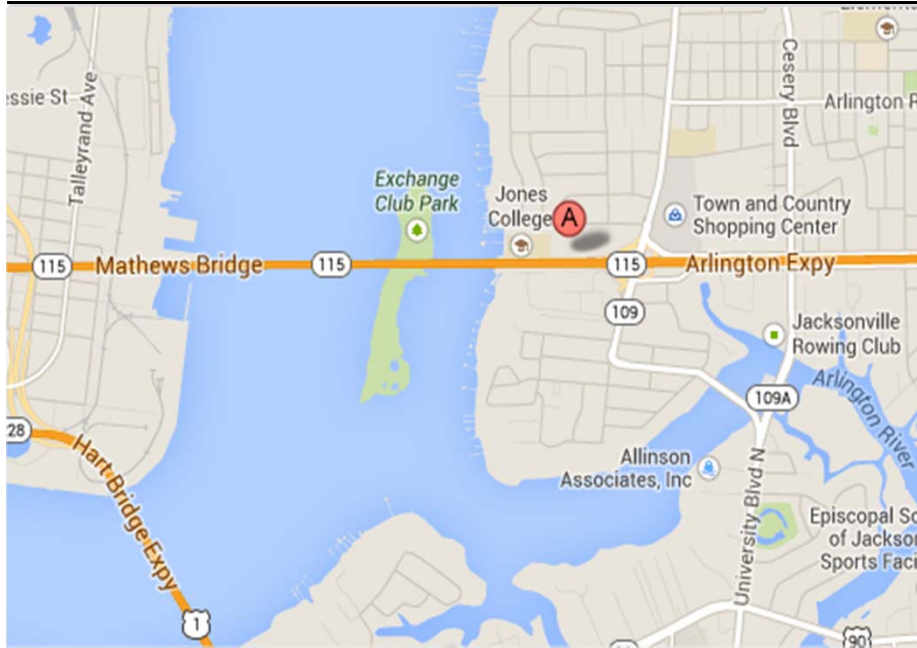 essie St
Talleyrand Ave
Cesery Blvd
Arlington R
Exchange
Club Park
Jones
College
A
Town and Country
Shopping Center
115
Mathews Bridge
115
115
Arlington Expy
109
Jacksonville
Rowing Club
109A
Arlington River
28
Hart Bridge Expy
Allinson
Associates, Inc
University Blvd N
Episcopal Sc
of Jackson
Sports Faci
1
90